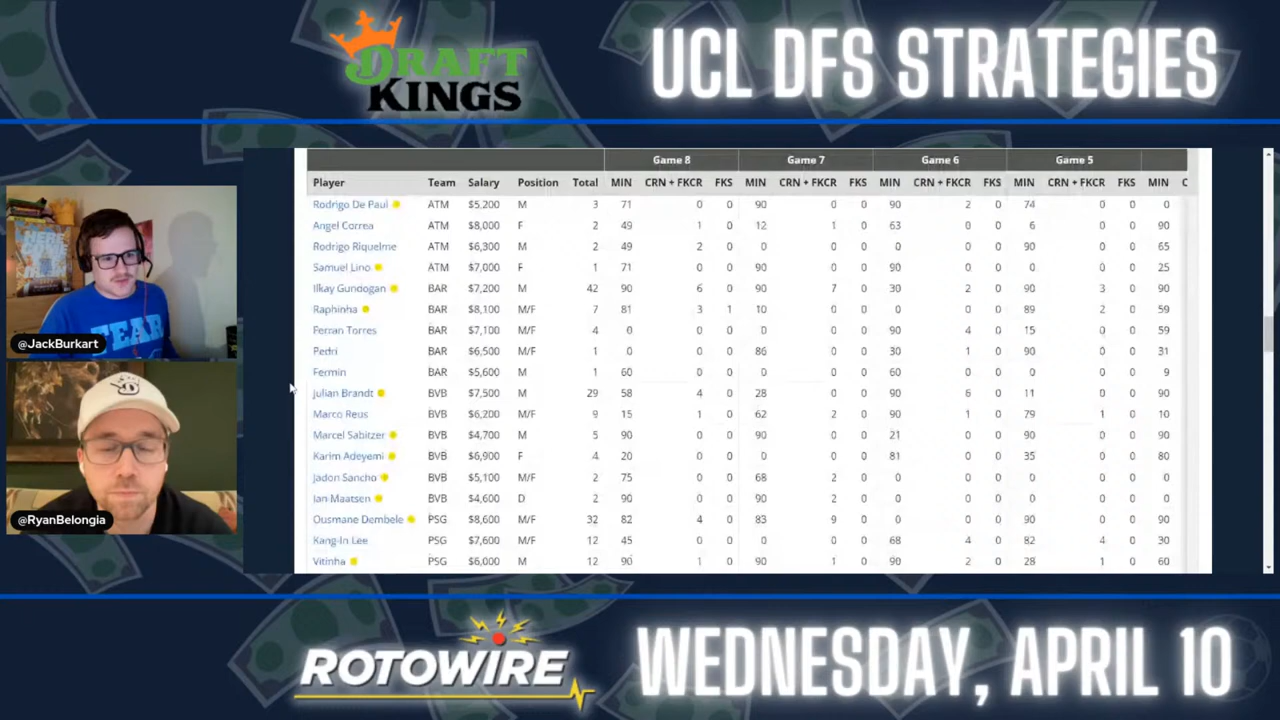 DRAFT
KINGS
UCL DFS STRATEGIES
Game 8 Game 7 Game 6 Game 5
Player Team Salary Position Total MIN CRN + FKCR FKS MIN CRN + FKCR FKS MIN CRN + FKCR FKS MIN CRN + FKCR FKS MIN C
Rodrigo De Paul ATM $5,200 M 3 71 0 0 90 0 0 90 2 0 74 0 0 0
Angel Correa ATM $8,000 F 2 49 1 0 12 1 0 63 0 0 6 0 0 90
Rodrigo Riquelme ATM $6,300 M 2 49 2 0 0 0 0 0 0 0 90 0 0 65
Samuel Lino ATM $7,000 F 1 71 0 0 90 0 0 90 0 0 0 0 0 25
Ilkay Gundogan BAR $7,200 M 42 90 6 0 90 7 0 30 2 0 90 3 0 90
Raphinha BAR $8,100 M/F 7 81 3 1 10 0 0 0 0 0 89 2 0 59
Ferran Torres BAR $7,100 M/F 4 0 0 0 0 0 0 90 4 0 15 0 0 59
Pedri BAR $6,500 M/F 1 0 0 0 86 0 0 30 1 0 90 0 0 31
Fermin BAR $5,600 M 1 60 0 0 0 0 0 60 0 0 0 0 0 9
Julian Brandt BVB $7,500 M 29 58 4 0 28 0 0 90 6 0 11 0 0 90
Marco Reus BVB $6,200 M/F 9 15 1 0 62 2 0 90 1 0 79 1 0 10
Marcel Sabitzer BVB $4,700 M 5 90 0 0 90 0 0 21 0 0 90 0 0 90
Karim Adeyemi BVB $6,900 F 4 20 0 0 0 0 0 81 0 0 35 0 0 80
Jadon Sancho BVB $5,100 M/F 2 75 0 0 68 2 0 0 0 0 0 0 0 0
Ian Maatsen BVB $4,600 D 2 90 0 0 90 2 0 0 0 0 0 0 0 0
Ousmane Dembele PSG $8,600 M/F 32 82 4 0 83 9 0 0 0 0 90 0 0 90
Kang-In Lee PSG $7,600 M/F 12 45 0 0 0 0 0 68 4 0 82 4 0 30
Vitinha PSG $6,000 M 12 90 1 0 90 1 0 90 2 0 28 1 0 60
@JackBurkart
@RyanBelongia
ROTOWIRE
WEDNESDAY, APRIL 10